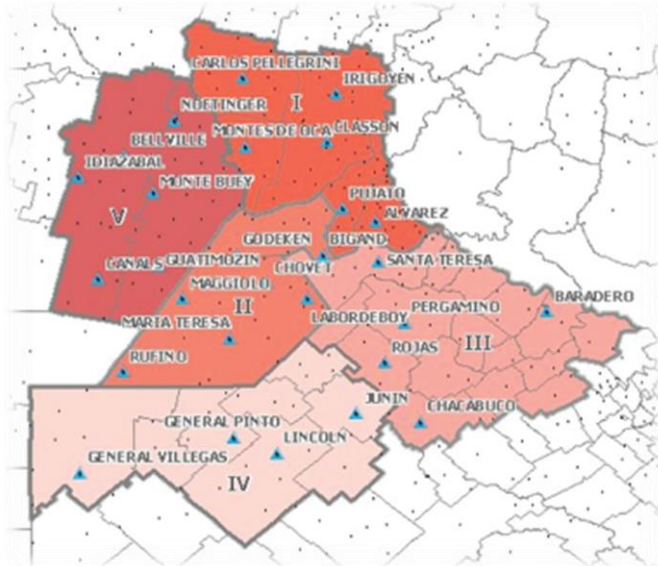 CARLOS PELLEGRINI
IRIGOYEN
I
NOETINGER
MONTES DE OCA
CLASSON
BELLVILLE
IDIAZABAL
MONTE BUEY
PUJATO
V
ALVAREZ
GODEKEN
BIGAND
CANALS
GUATIMOZIN
CHOVET
SANTA TERESA
MAGGIOLO
BARADERO
II
PERGAMINO
MARIA TERESA
LABORDEBOY
III
RUFINO
ROJAS
JUNIN
CHACABUCO
GENERAL PINTO
LINCOLN
GENERAL VILLEGAS
IV